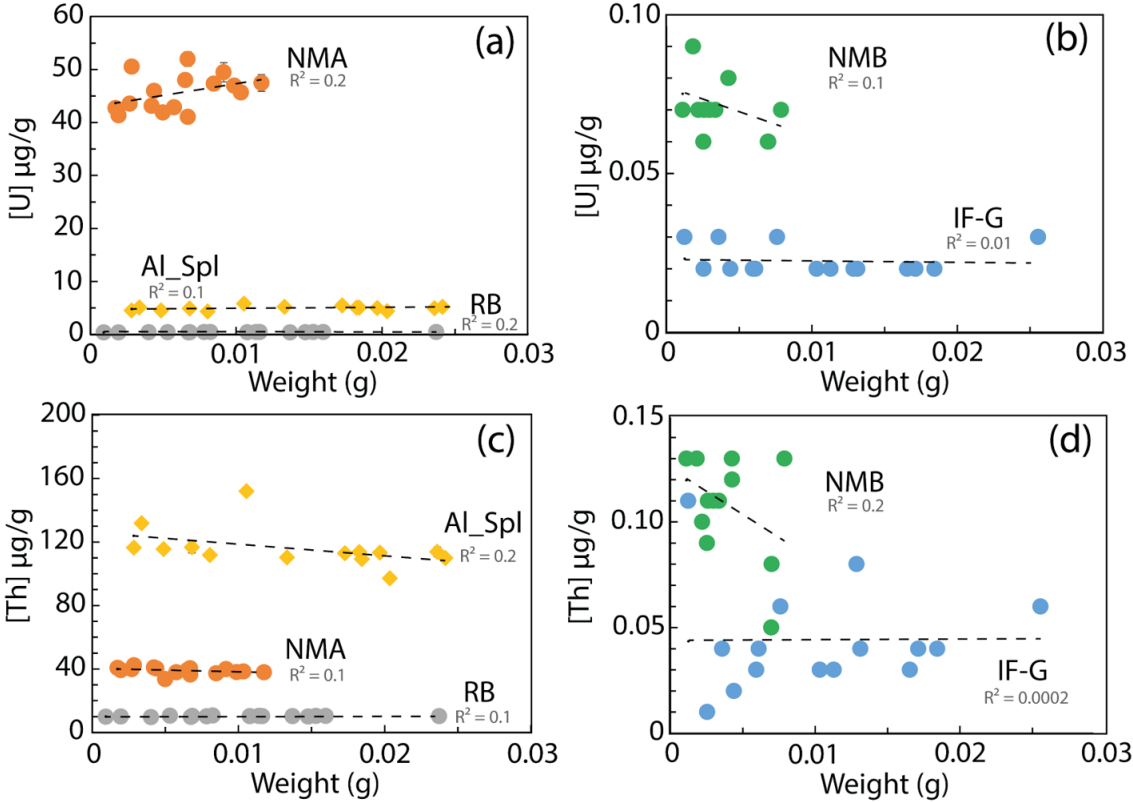 (a)
60
50
40
30
20
10
0
[U] µg/g
NMA
R² = 0.2
Al_Spl
R² = 0.1
RB
R² = 0.2
0 0.01 0.02 0.03
Weight (g)
(b)
0.10
0.05
0
[U] µg/g
NMB
R² = 0.1
IF-G
R² = 0.01
0 0.01 0.02 0.03
Weight (g)
(c)
200
160
120
80
40
0
[Th] µg/g
Al_Spl
R² = 0.2
NMA
R² = 0.1
RB
R² = 0.1
0 0.01 0.02 0.03
Weight (g)
(d)
0.15
0.10
0.05
0
[Th] µg/g
NMB
R² = 0.2
IF-G
R² = 0.0002
0 0.01 0.02 0.03
Weight (g)